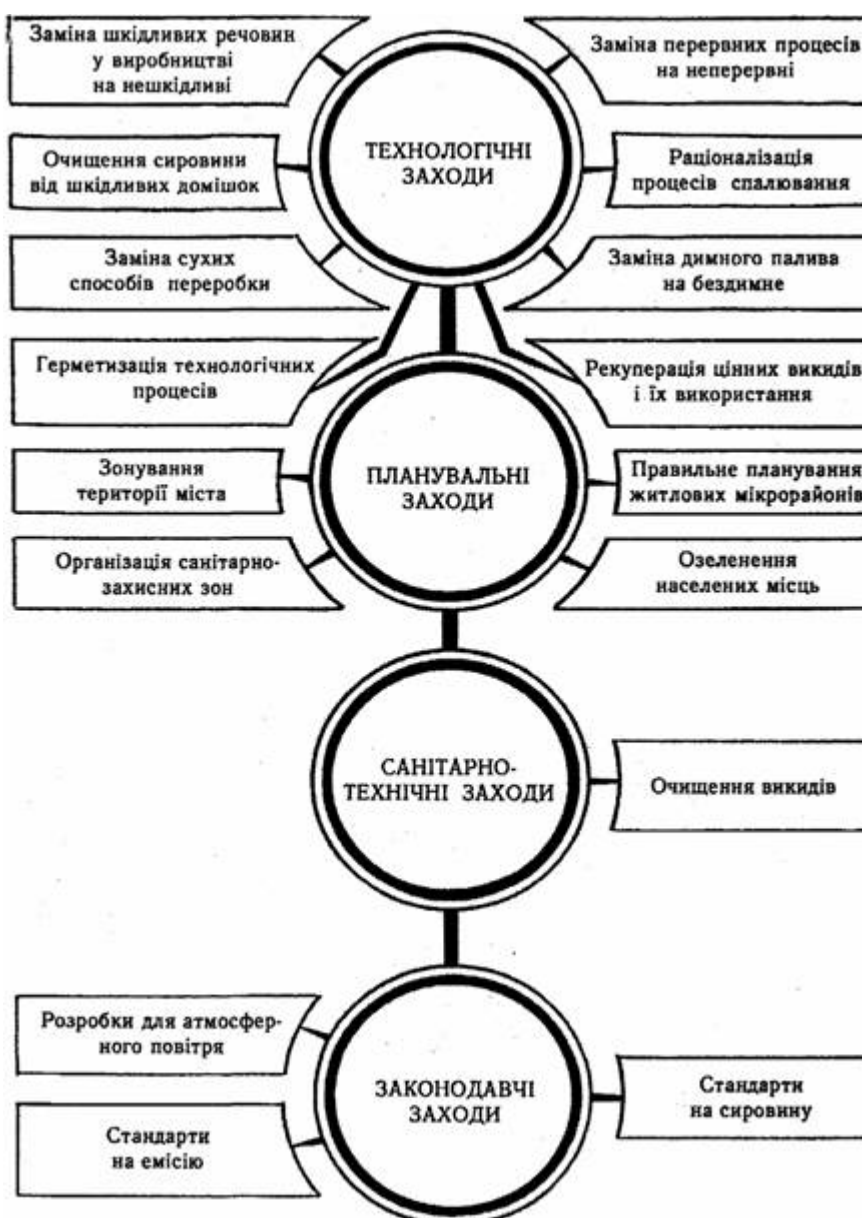 Заміна шкідливих речовин
у виробництві
на нешкідливі
Заміна перервних процесів
на неперервні
ТЕХНОЛОГІЧНІ
ЗАХОДИ
Очищення сировини
від шкідливих домішок
Раціоналізація
процесів спалювання
Заміна сухих
способів переробки
Заміна димного палива
на бездимне
Герметизація технологічних
процесів
Рекуперація цінних викидів
і їх використання
ПЛАНУВАЛЬНІ
ЗАХОДИ
Зонування
території міста
Правильне планування
житлових мікрорайонів
Організація санітарно-
захисних зон
Озеленення
населених місць
САНІТАРНО-
ТЕХНІЧНІ ЗАХОДИ
Очищення викидів
Розробки для атмосфер-
ного повітря
ЗАКОНОДАВЧІ
ЗАХОДИ
Стандарти
на сировину
Стандарти
на емісію